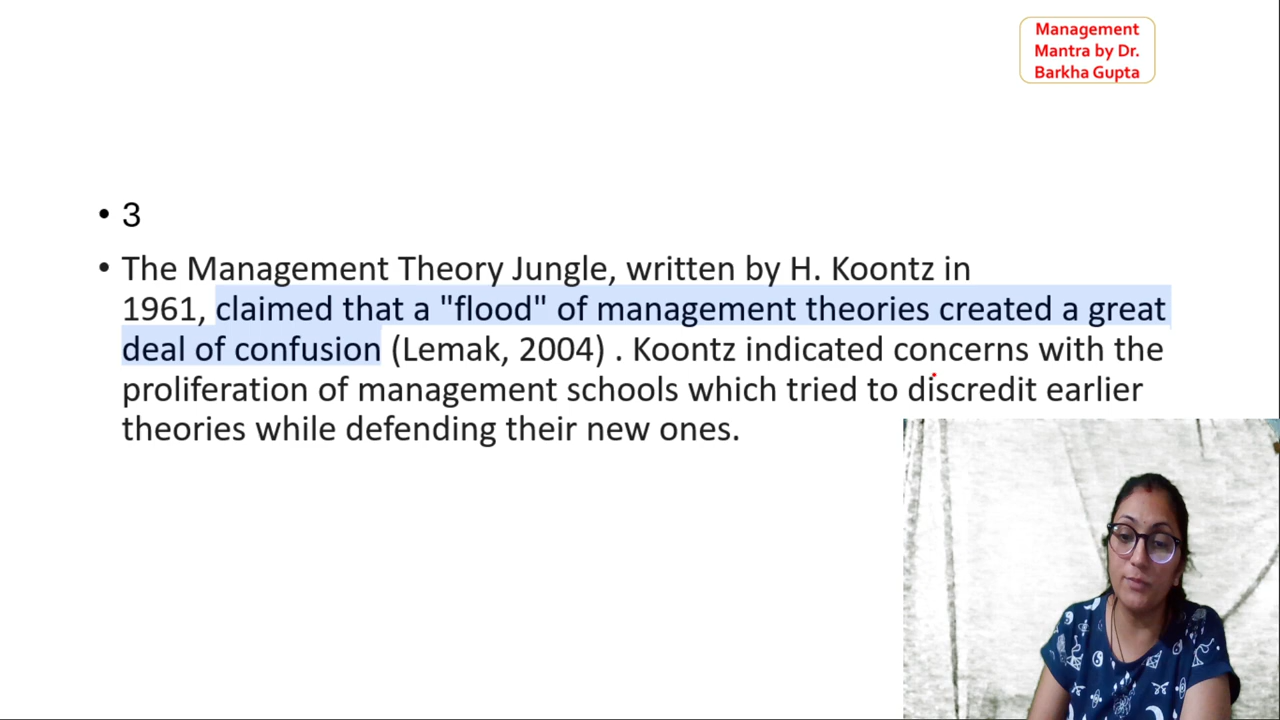 Management
Mantra by Dr.
Barkha Gupta
• 3
• The Management Theory Jungle, written by H. Koontz in
1961, claimed that a "flood" of management theories created a great
deal of confusion (Lemak, 2004) . Koontz indicated concerns with the
proliferation of management schools which tried to discredit earlier
theories while defending their new ones.